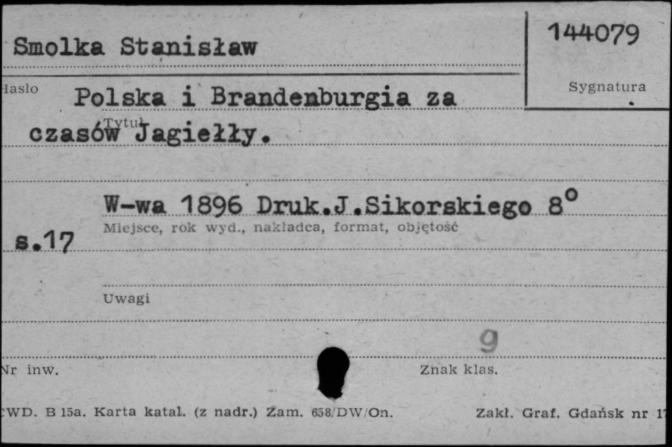 Smolka Stanisław
144079
Hasło
Sygnatura
Polska i Brandenburgia za
Tytuł
czasów Jagiełły.
W-wa 1896 Druk.J.Sikorskiego 8°
Miejsce, rok wyd., nakładca, format, objętość
s.17
Uwagi
9
Nr inw.
Znak klas.
CWD. B 15a. Karta katal. (z nadr.) Zam. 658/DW/On.
Zakł. Graf. Gdańsk nr